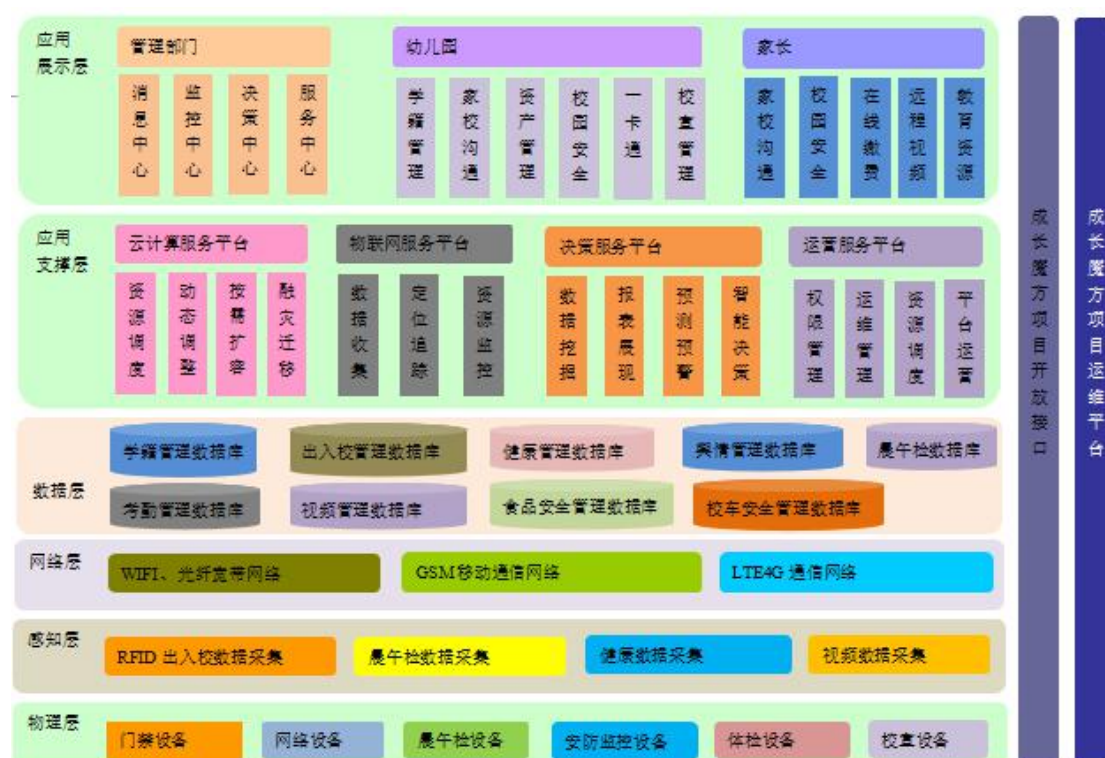 应用
展示层
管理部门
幼儿园
家长
消息中心
监控中心
决策中心
服务中心
学籍管理
家校沟通
资产管理
校园安全
一卡通
校车管理
家校沟通
校园安全
在线缴费
远程视频
教育资源
应用
支撑层
云计算服务平台
物联网服务平台
决策服务平台
运营服务平台
资源调度
动态调整
按需扩容
融灾迁移
数据收集
定位追踪
资源监控
数据挖掘
报表展现
预测预警
智能决策
权限管理
运维管理
资源调度
平台运营
数据层
学籍管理数据库
出入校管理数据库
健康管理数据库
舆情管理数据库
晨午检数据库
考勤管理数据库
视频管理数据库
食品安全管理数据库
校车安全管理数据库
网络层
WIFI、光纤宽带网络
GSM移动通信网络
LTE4G 通信网络
感知层
RFID 出入校数据采集
晨午检数据采集
健康数据采集
视频数据采集
物理层
门禁设备
网络设备
晨午检设备
安防监控设备
体检设备
校车设备
成长魔方项目开放接口
成长魔方项目运维平台